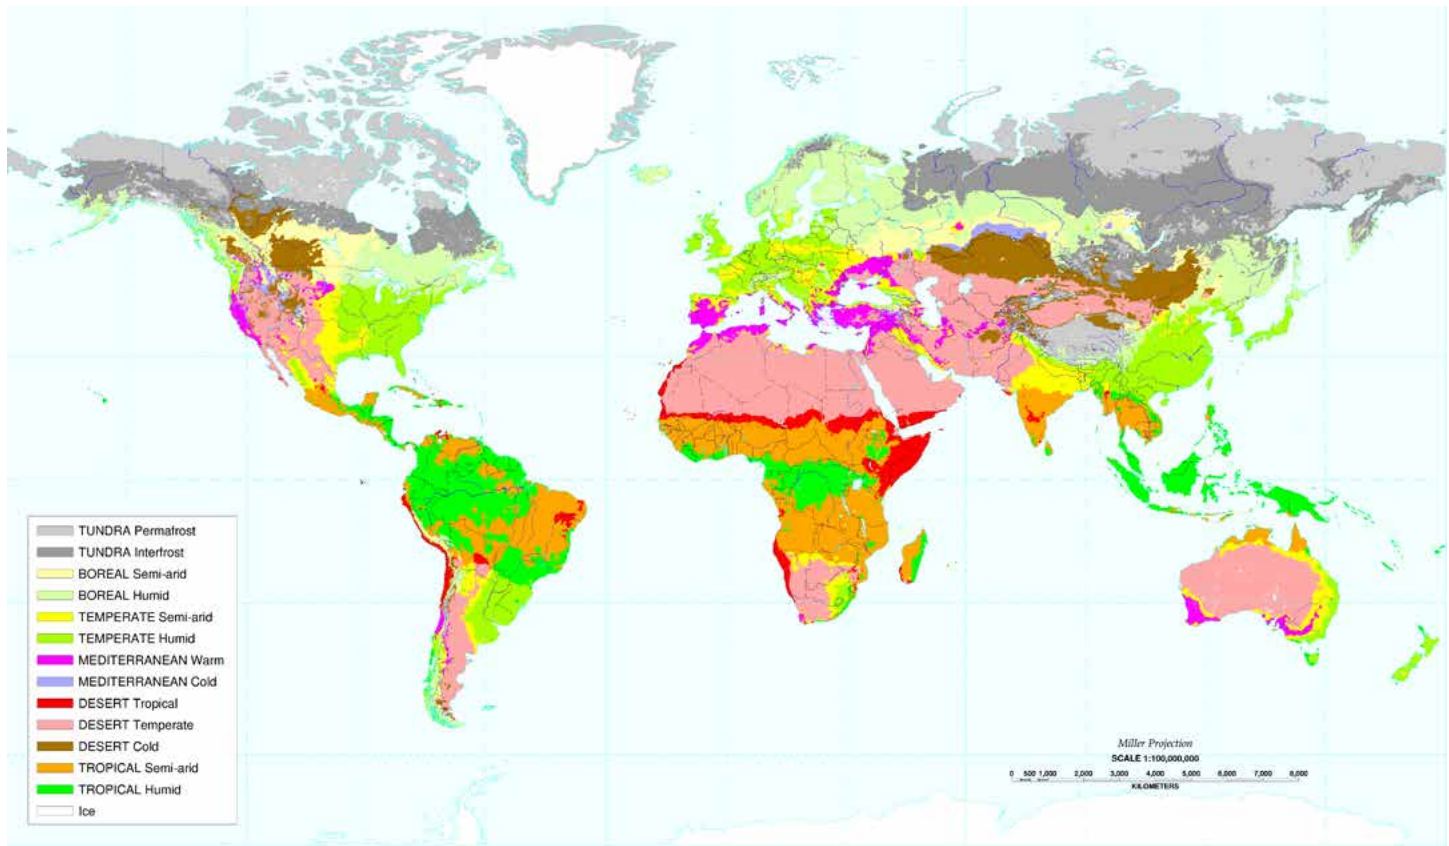 TUNDRA Permafrost
TUNDRA Interfrost
BOREAL Semi-arid
BOREAL Humid
TEMPERATE Semi-arid
TEMPERATE Humid
MEDITERRANEAN Warm
MEDITERRANEAN Cold
DESERT Tropical
DESERT Temperate
DESERT Cold
TROPICAL Semi-arid
TROPICAL Humid
Ice
Miller Projection
SCALE 1:100,000,000
0 500 1,000 2,000 3,000 4,000 5,000 6,000 7,000 8,000
KILOMETERS